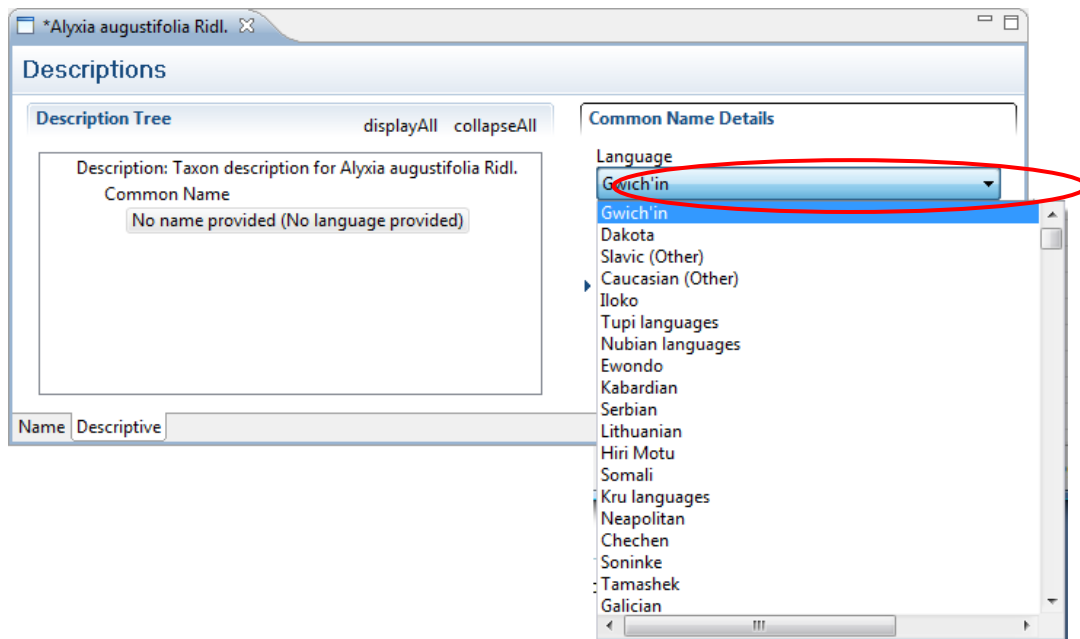 *Alyxia augustifolia Ridl.
Descriptions
Description Tree
displayAll collapseAll
Description: Taxon description for Alyxia augustifolia Ridl.
Common Name
No name provided (No language provided)
Name Descriptive
Common Name Details
Language
Gwich'in
Gwich'in
Dakota
Slavic (Other)
Caucasian (Other)
Iloko
Tupi languages
Nubian languages
Ewondo
Kabardian
Serbian
Lithuanian
Hiri Motu
Somali
Kru languages
Neapolitan
Chechen
Soninke
Tamashek
Galician